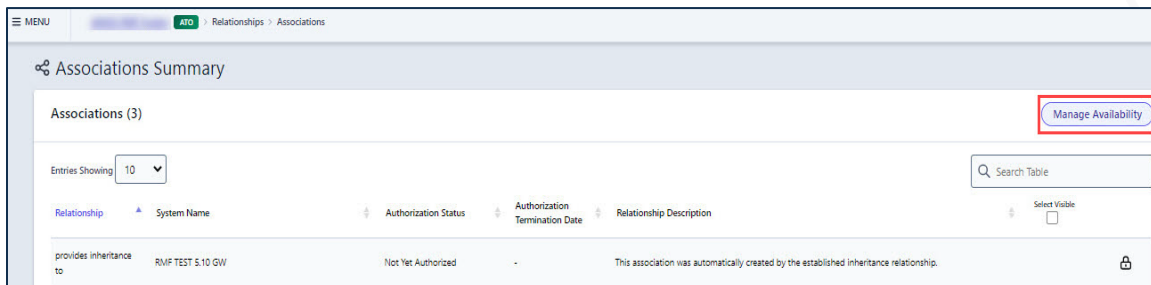 MENU
ATO > Relationships > Associations
Associations Summary
Associations (3)
Manage Availability
Entries Showing 10
Search Table
Relationship System Name Authorization Status Authorization Termination Date Relationship Description Select Visible
provides inheritance to RMF TEST 5.10 GW Not Yet Authorized - This association was automatically created by the established inheritance relationship.